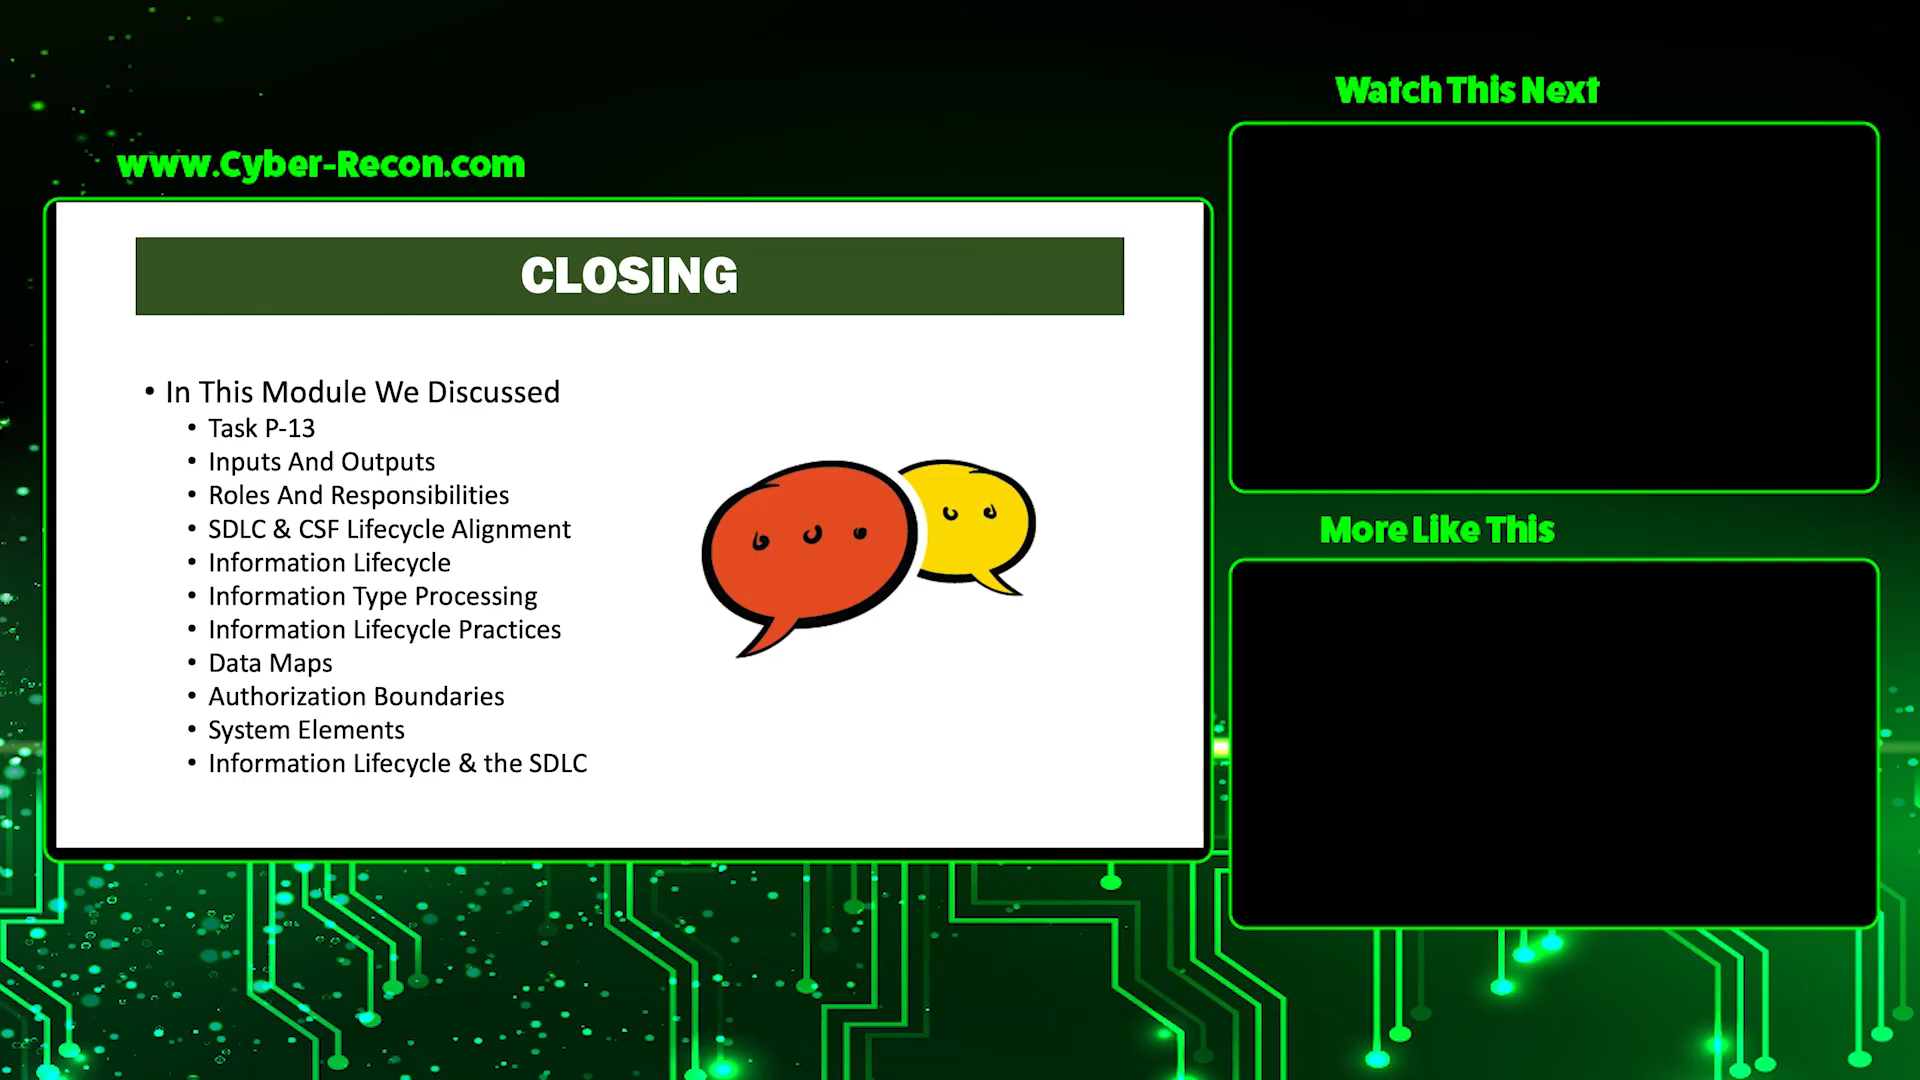 www.Cyber-Recon.com
CLOSING
• In This Module We Discussed
• Task P-13
• Inputs And Outputs
• Roles And Responsibilities
• SDLC & CSF Lifecycle Alignment
• Information Lifecycle
• Information Type Processing
• Information Lifecycle Practices
• Data Maps
• Authorization Boundaries
• System Elements
• Information Lifecycle & the SDLC
Watch This Next
More Like This